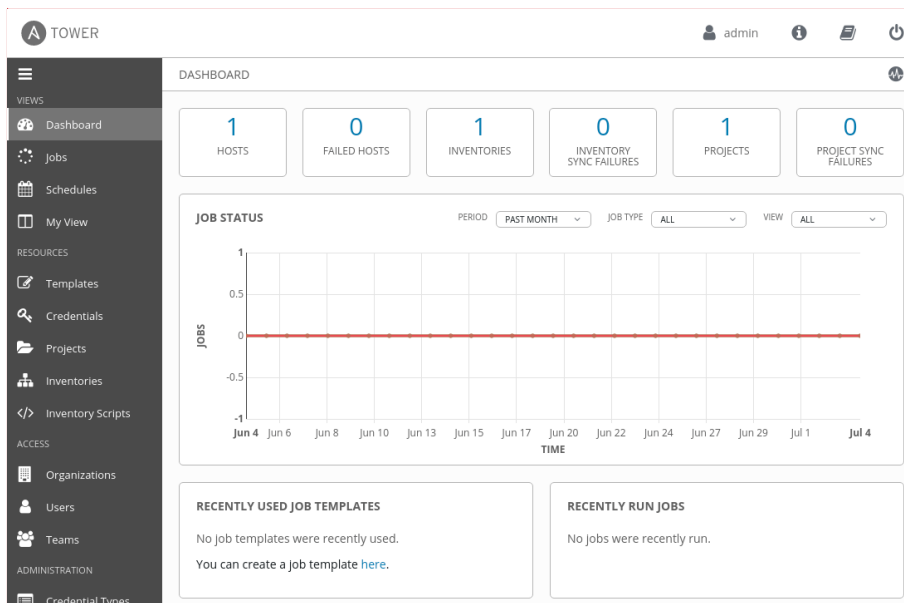 A TOWER
admin
DASHBOARD
VIEWS
Dashboard
Jobs
Schedules
My View
RESOURCES
Templates
Credentials
Projects
Inventories
Inventory Scripts
ACCESS
Organizations
Users
Teams
ADMINISTRATION
Credential Types
1
HOSTS
0
FAILED HOSTS
1
INVENTORIES
0
INVENTORY
SYNC FAILURES
1
PROJECTS
0
PROJECT SYNC
FAILURES
JOB STATUS
PERIOD PAST MONTH JOB TYPE ALL VIEW ALL
1
0.5
0
-0.5
-1
JOBS
Jun 4 Jun 6 Jun 8 Jun 10 Jun 13 Jun 15 Jun 17 Jun 20 Jun 22 Jun 24 Jun 27 Jun 29 Jul 1 Jul 4
TIME
RECENTLY USED JOB TEMPLATES
No job templates were recently used.
You can create a job template here.
RECENTLY RUN JOBS
No jobs were recently run.